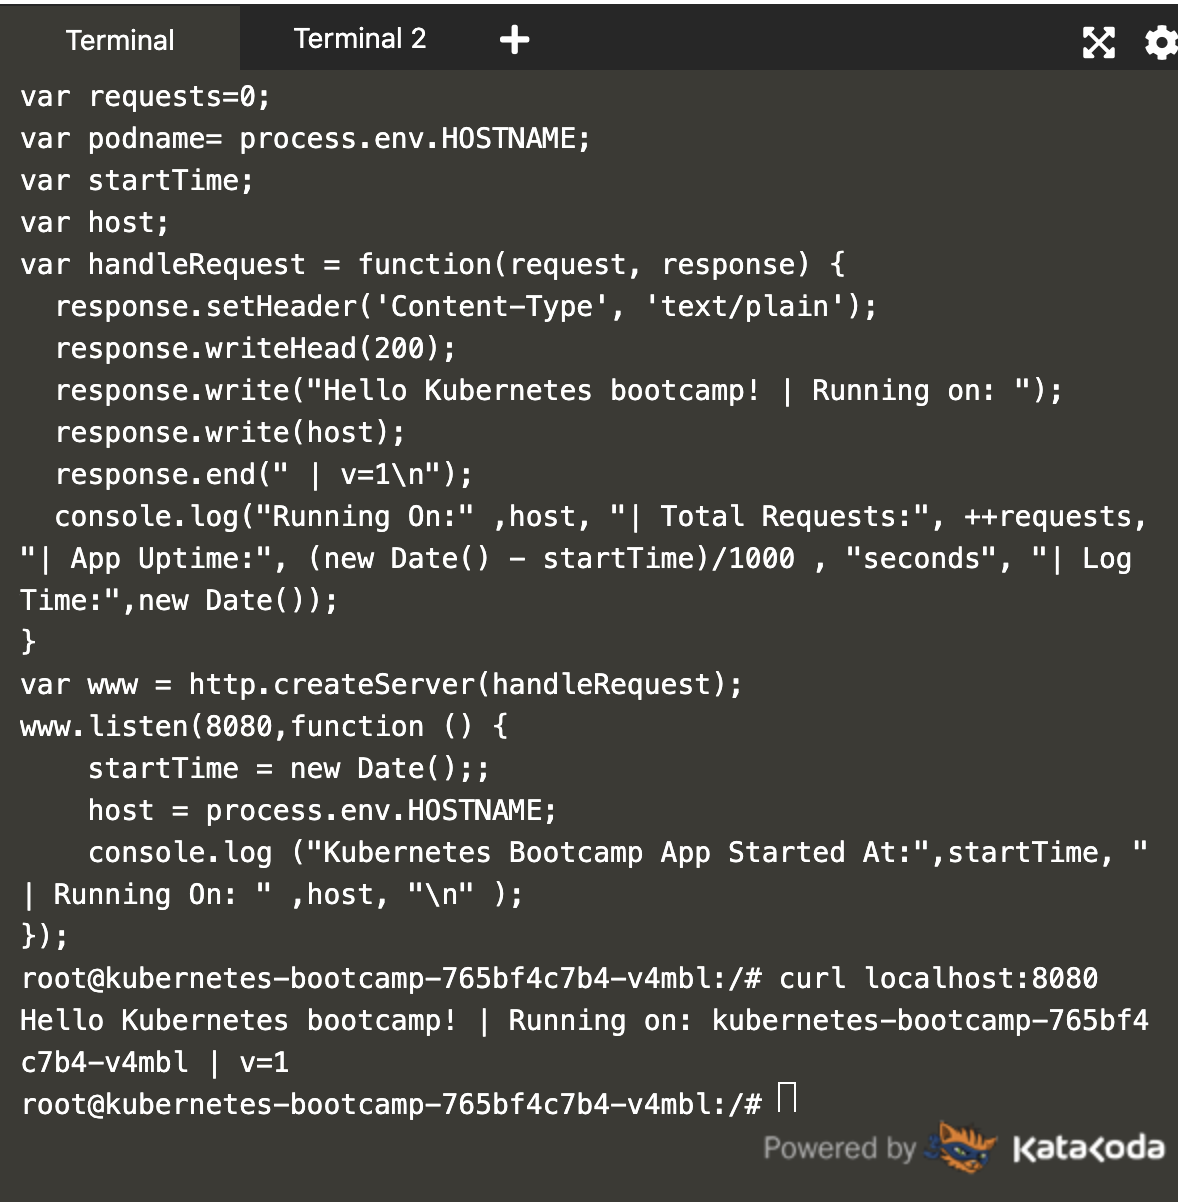 Terminal
Terminal 2
var requests=0;
var podname= process.env.HOSTNAME;
var startTime;
var host;
var handleRequest = function(request, response) {
  response.setHeader('Content-Type', 'text/plain');
  response.writeHead(200);
  response.write("Hello Kubernetes bootcamp! | Running on: ");
  response.write(host);
  response.end(" | v=1\n");
  console.log("Running On:" ,host, "| Total Requests:", ++requests,
"| App Uptime:", (new Date() - startTime)/1000 , "seconds", "| Log
Time:",new Date());
}
var www = http.createServer(handleRequest);
www.listen(8080,function () {
    startTime = new Date();;
    host = process.env.HOSTNAME;
    console.log ("Kubernetes Bootcamp App Started At:",startTime, "
| Running On: " ,host, "\n" );
});
root@kubernetes-bootcamp-765bf4c7b4-v4mbl:/# curl localhost:8080
Hello Kubernetes bootcamp! | Running on: kubernetes-bootcamp-765bf4
c7b4-v4mbl | v=1
root@kubernetes-bootcamp-765bf4c7b4-v4mbl:/#
Powered by Katacoda